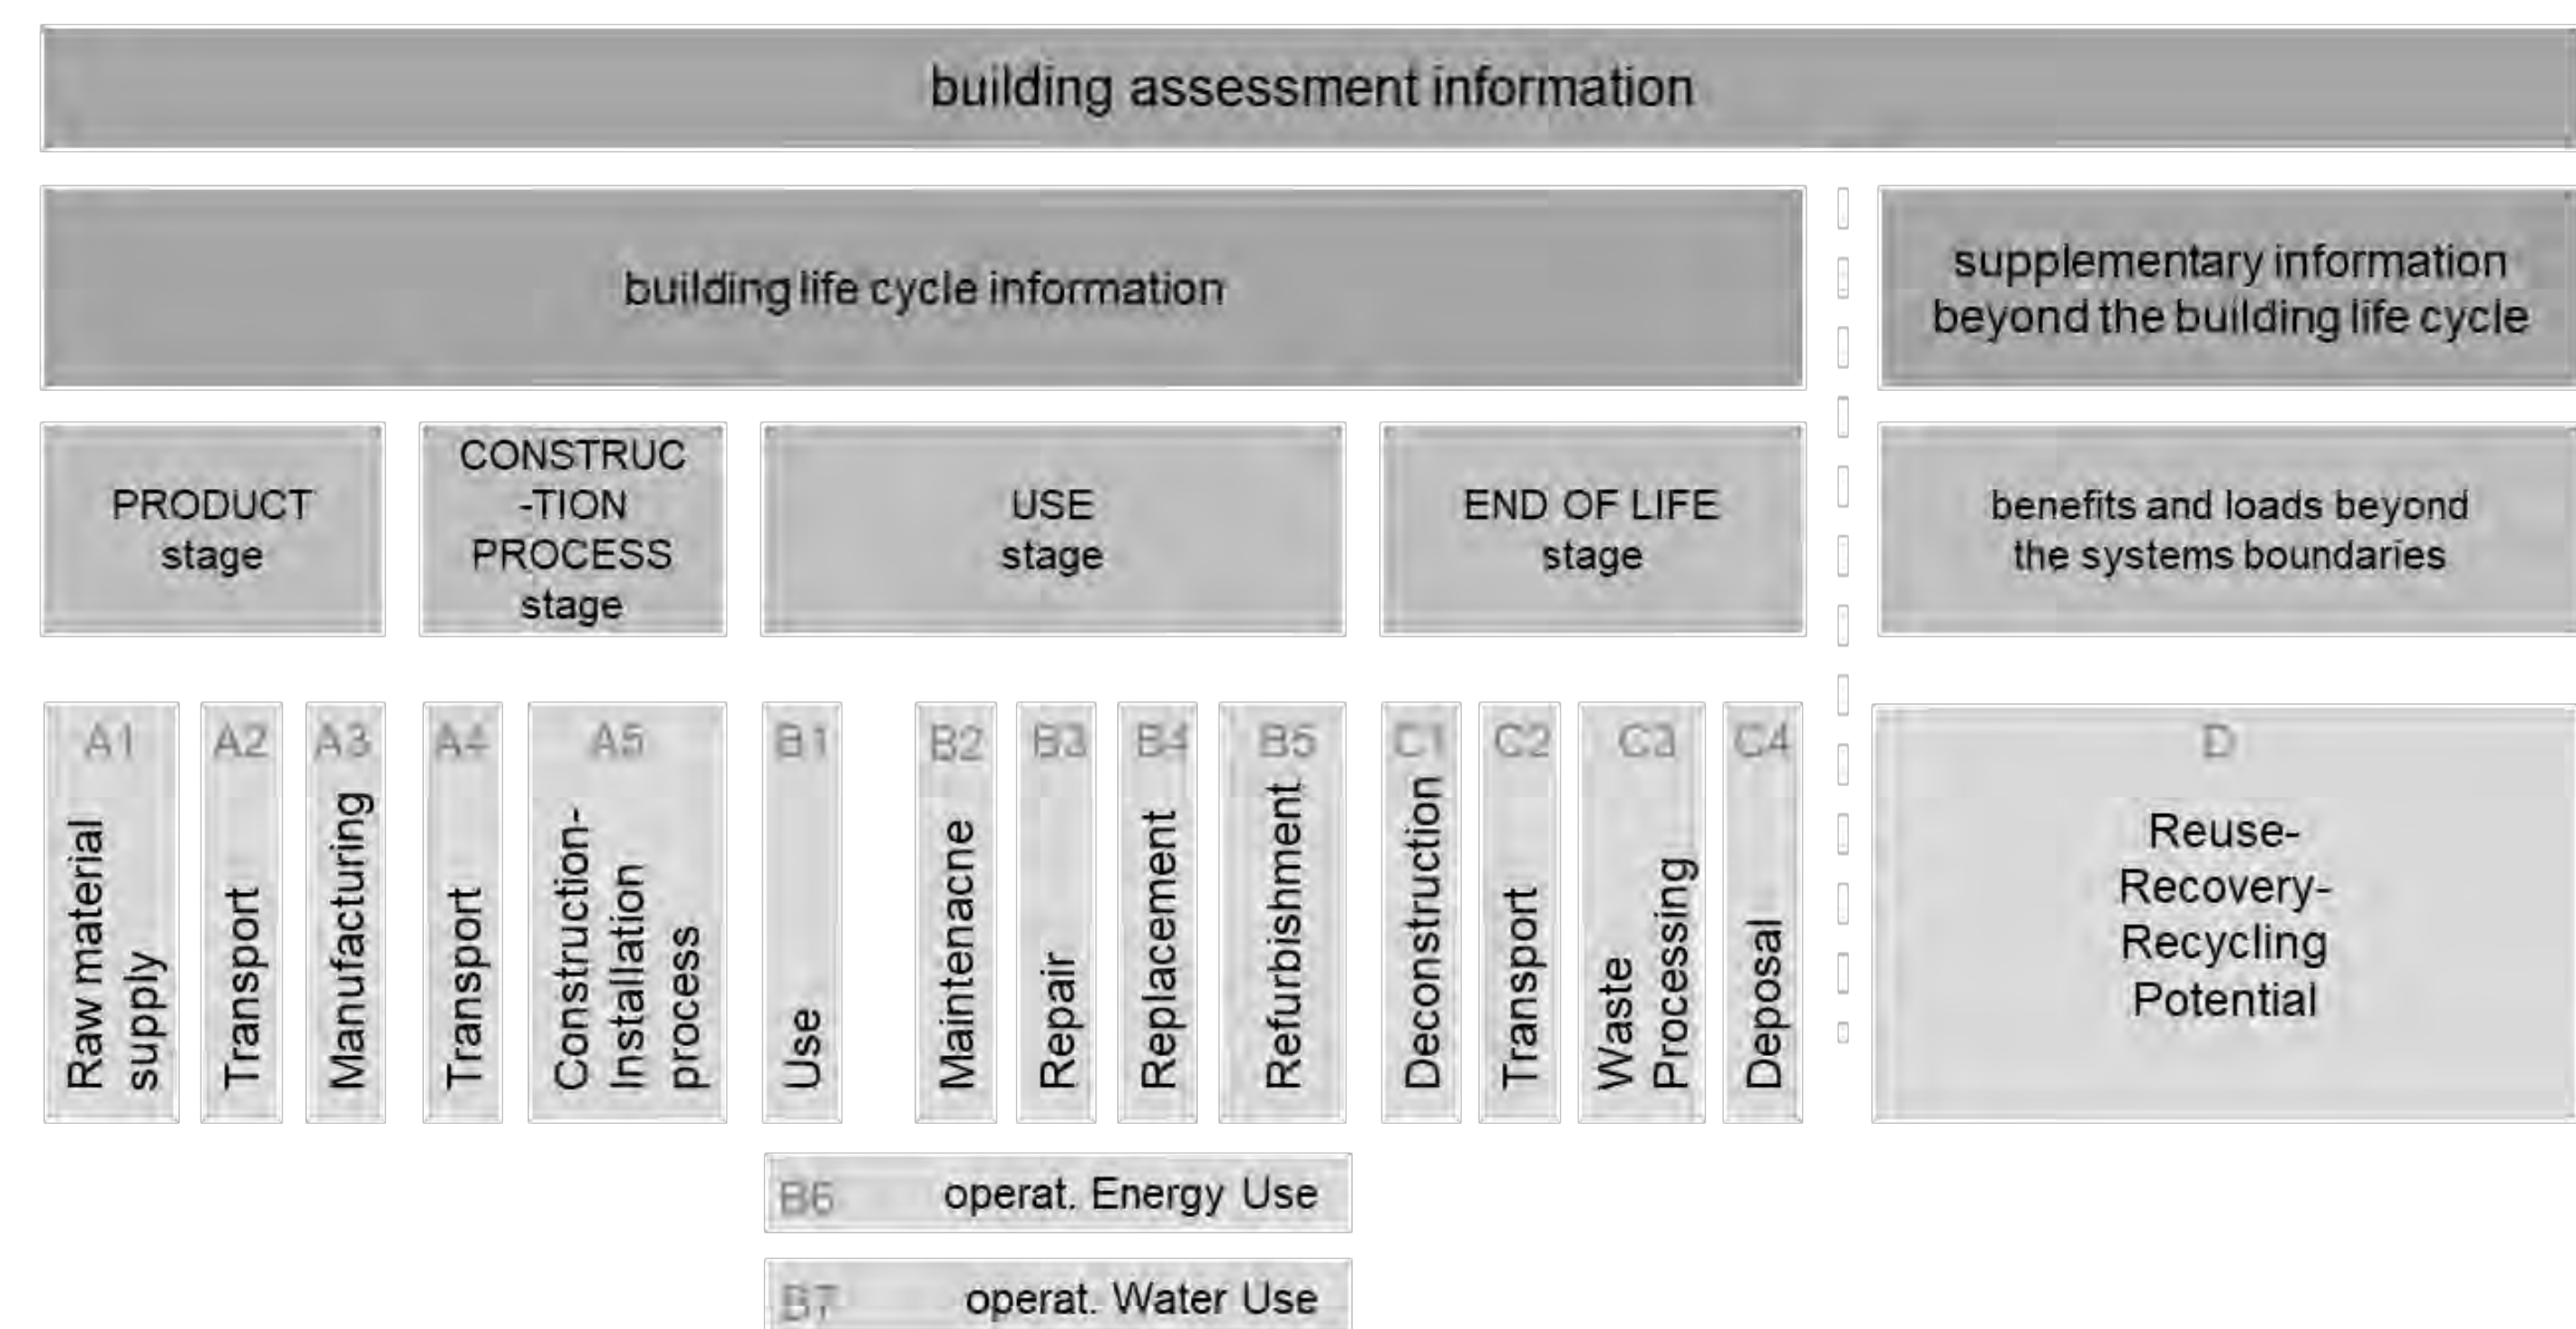 building assessment information
building life cycle information
supplementary information
beyond the building life cycle
PRODUCT
stage
CONSTRUC
-TION
PROCESS
stage
USE
stage
END OF LIFE
stage
benefits and loads beyond
the systems boundaries
A1
Raw material
supply
A2
Transport
A3
Manufacturing
A4
Transport
A5
Construction-
Installation
process
B1
Use
B2
Maintenacne
B3
Repair
B4
Replacement
B5
Refurbishment
C1
Deconstruction
C2
Transport
C3
Waste
Processing
C4
Deposal
D
Reuse-
Recovery-
Recycling
Potential
B6 operat. Energy Use
B7 operat. Water Use